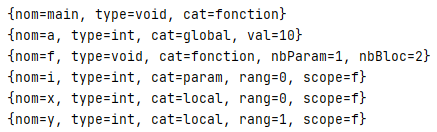 {nom=main, type=void, cat=fonction}
{nom=a, type=int, cat=global, val=10}
{nom=f, type=void, cat=fonction, nbParam=1, nbBloc=2}
{nom=i, type=int, cat=param, rang=0, scope=f}
{nom=x, type=int, cat=local, rang=0, scope=f}
{nom=y, type=int, cat=local, rang=1, scope=f}